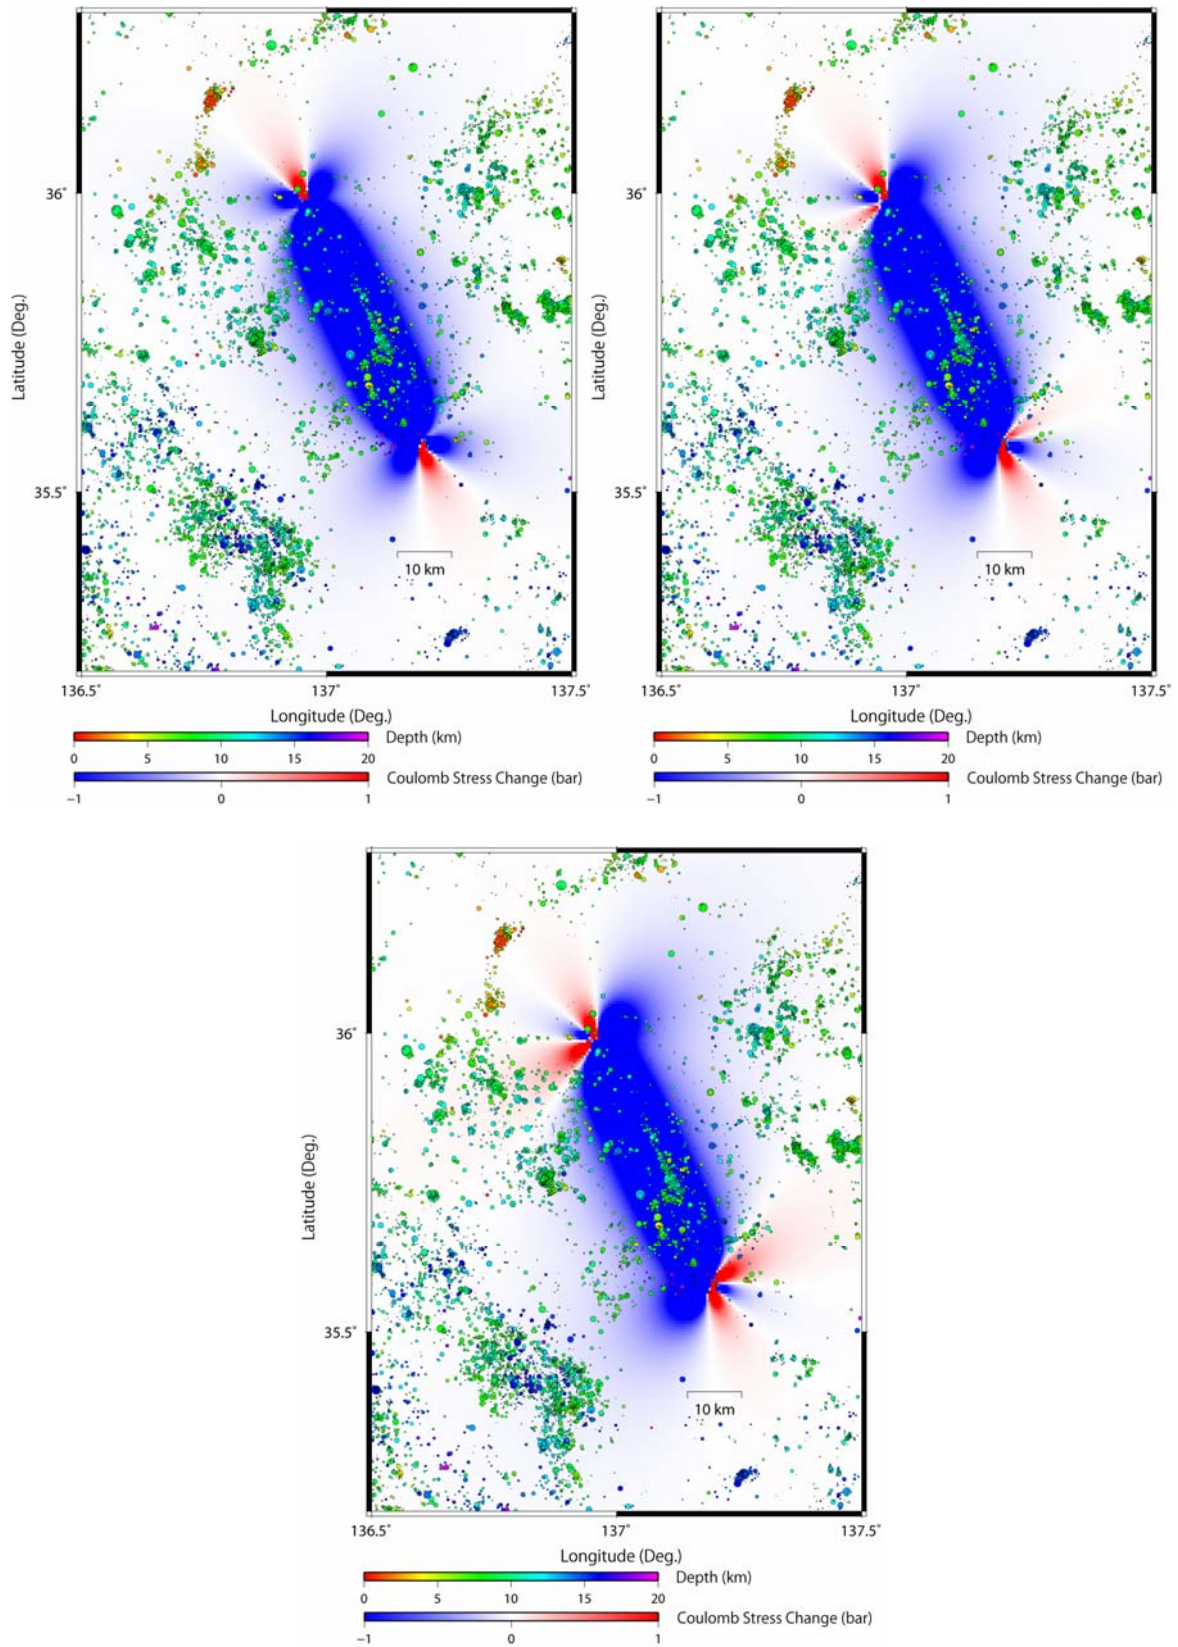 36°
35.5°
Latitude (Deg.)
10 km
136.5° 137° 137.5°
Longitude (Deg.)
Depth (km)
0 5 10 15 20
Coulomb Stress Change (bar)
−1 0 1
36°
35.5°
Latitude (Deg.)
10 km
136.5° 137° 137.5°
Longitude (Deg.)
Depth (km)
0 5 10 15 20
Coulomb Stress Change (bar)
−1 0 1
36°
35.5°
Latitude (Deg.)
10 km
136.5° 137° 137.5°
Longitude (Deg.)
Depth (km)
0 5 10 15 20
Coulomb Stress Change (bar)
−1 0 1